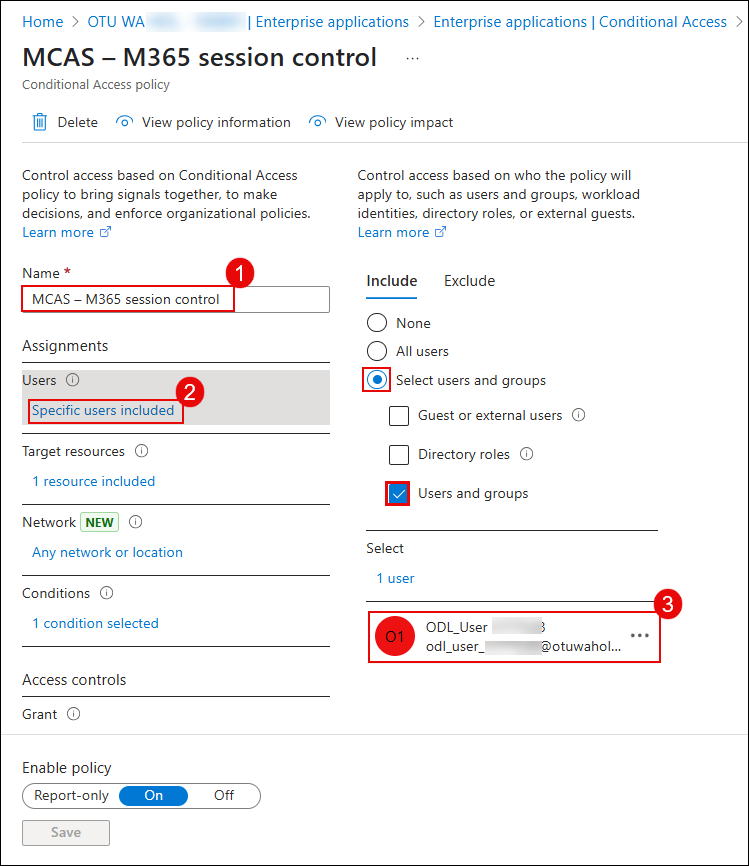 Home > OTU WA | Enterprise applications > Enterprise applications | Conditional Access >
MCAS – M365 session control ...
Conditional Access policy
Delete View policy information View policy impact
Control access based on Conditional Access
policy to bring signals together, to make
decisions, and enforce organizational policies.
Learn more
Control access based on who the policy will
apply to, such as users and groups, workload
identities, directory roles, or external guests.
Learn more
Name *
1
MCAS – M365 session control
Assignments
Users
2
Specific users included
Target resources
1 resource included
Network NEW
Any network or location
Conditions
1 condition selected
Access controls
Grant
Include Exclude
None
All users
Select users and groups
Guest or external users
Directory roles
Users and groups
Select
1 user
3
O1
ODL_User
odl_user_ @otuwahol...
Enable policy
Report-only On Off
Save